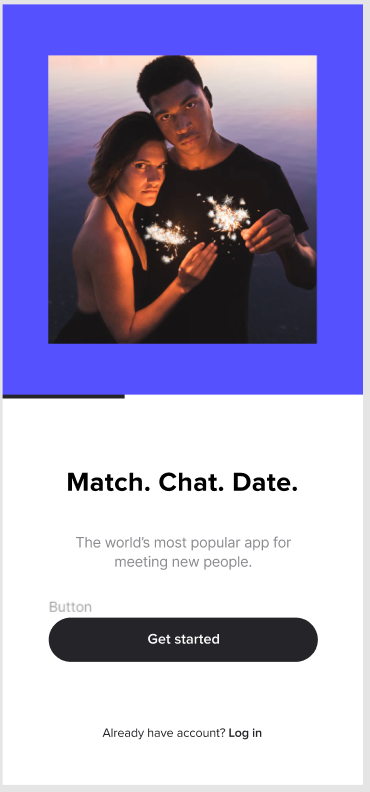 Match. Chat. Date.
The world's most popular app for
meeting new people.
Button
Get started
Already have account? Log in